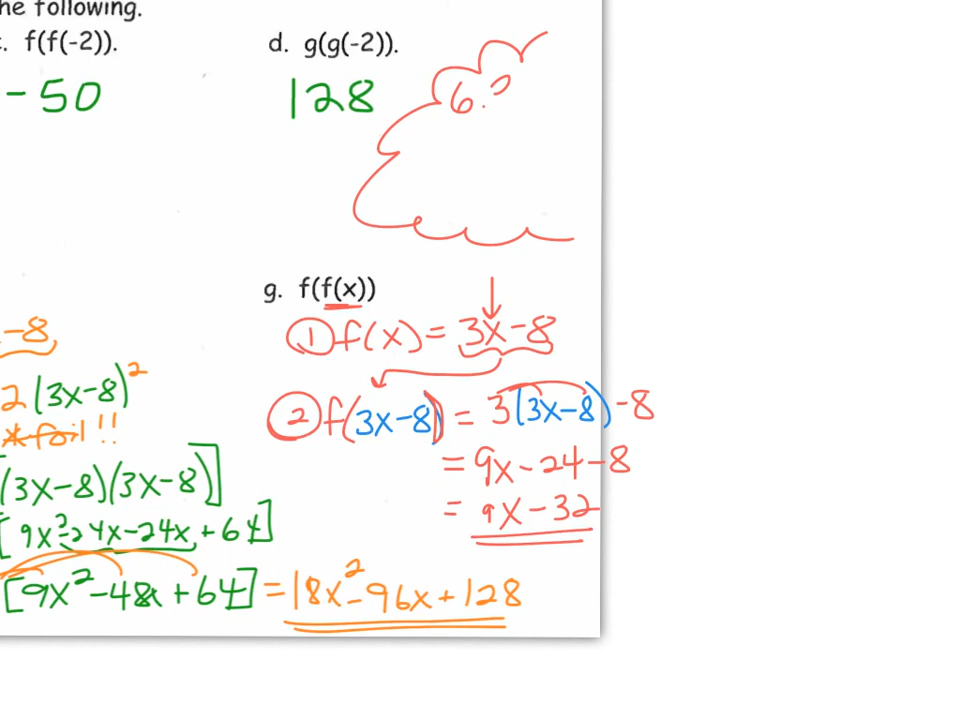 he following.
c. f(f(-2)).
d. g(g(-2)).
-50
128
6.
g. f(f(x))
① f(x) = 3x-8
-8
2(3x-8)²
② f(3x-8) = 3(3x-8)-8
*foil!!
= 9x-24-8
(3x-8)(3x-8)]
= 9x-32
[9x²-24x-24x+64]
[9x²-48x+64] = 18x²-96x+128